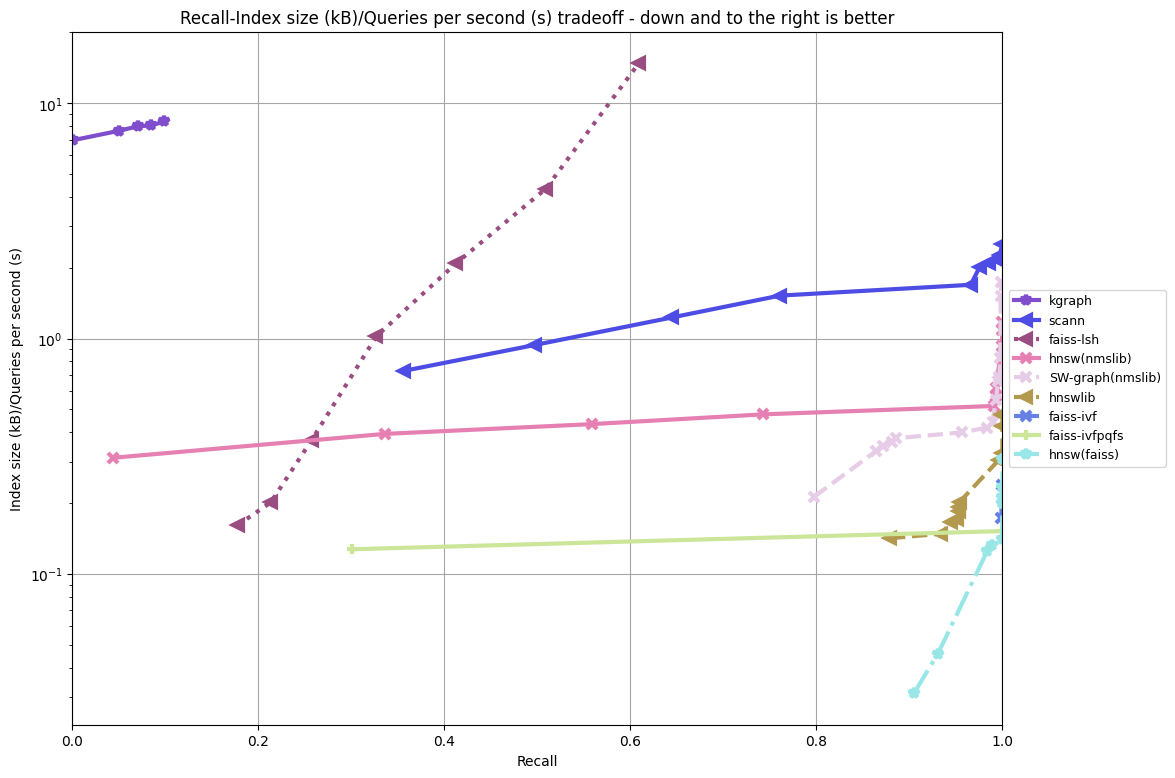 Recall-Index size (kB)/Queries per second (s) tradeoff - down and to the right is better
Index size (kB)/Queries per second (s)
10¹
10⁰
10⁻¹
0.0 0.2 0.4 0.6 0.8 1.0
Recall
kgraph
scann
faiss-lsh
hnsw(nmslib)
SW-graph(nmslib)
hnswlib
faiss-ivf
faiss-ivfpqfs
hnsw(faiss)